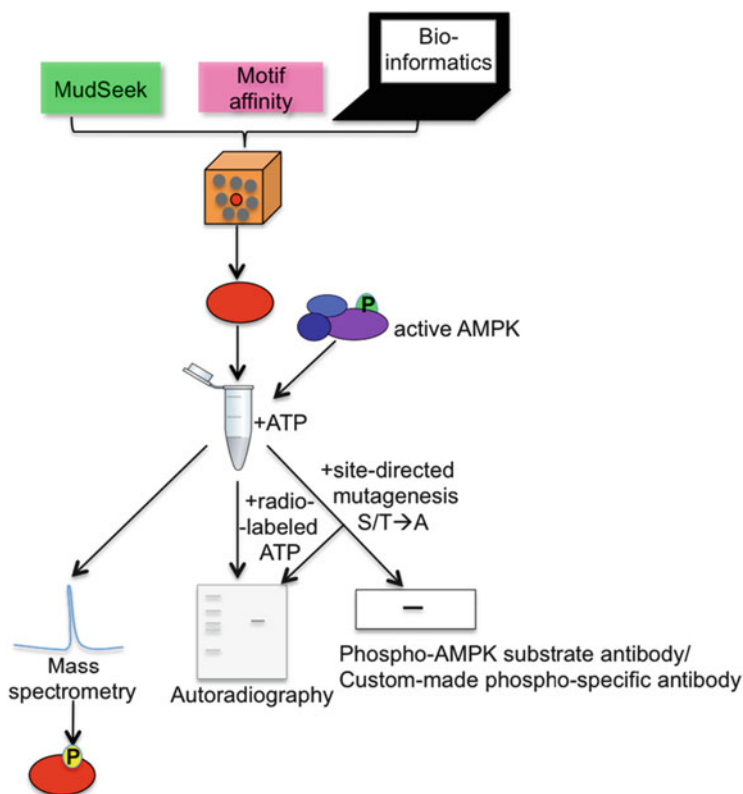 MudSeek
Motif
affinity
Bio-
informatics
P
active AMPK
+ATP
+site-directed
mutagenesis
S/T→A
+radio-
-labeled
ATP
Mass
spectrometry
Autoradiography
Phospho-AMPK substrate antibody/
Custom-made phospho-specific antibody
P